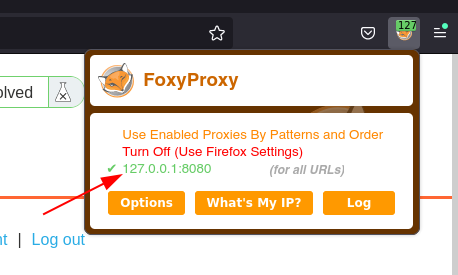 127
olved
FoxyProxy
Use Enabled Proxies By Patterns and Order
Turn Off (Use Firefox Settings)
✔ 127.0.0.1:8080 (for all URLs)
Options What's My IP? Log
nt | Log out